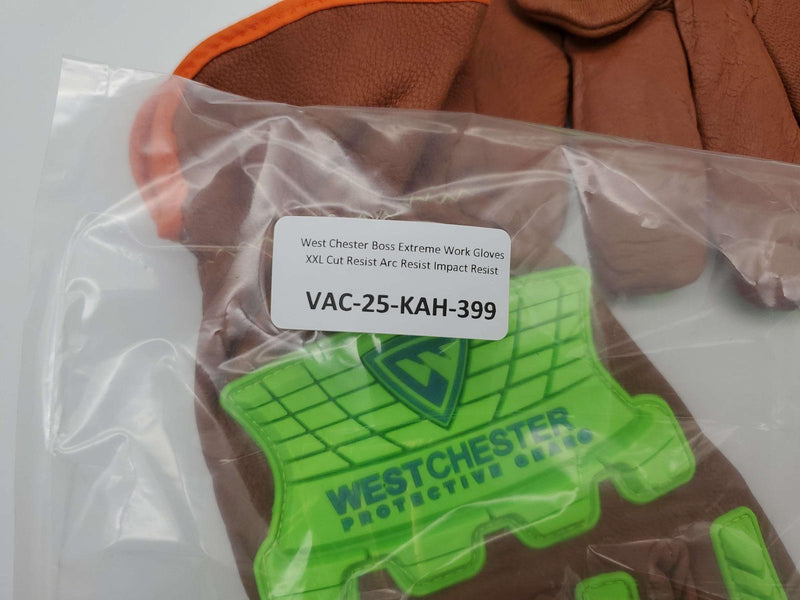 West Chester Boss Extreme Work Gloves
XXL Cut Resist Arc Resist Impact Resist
VAC-25-KAH-399
WESTCHESTER
PROTECTIVE GEAR